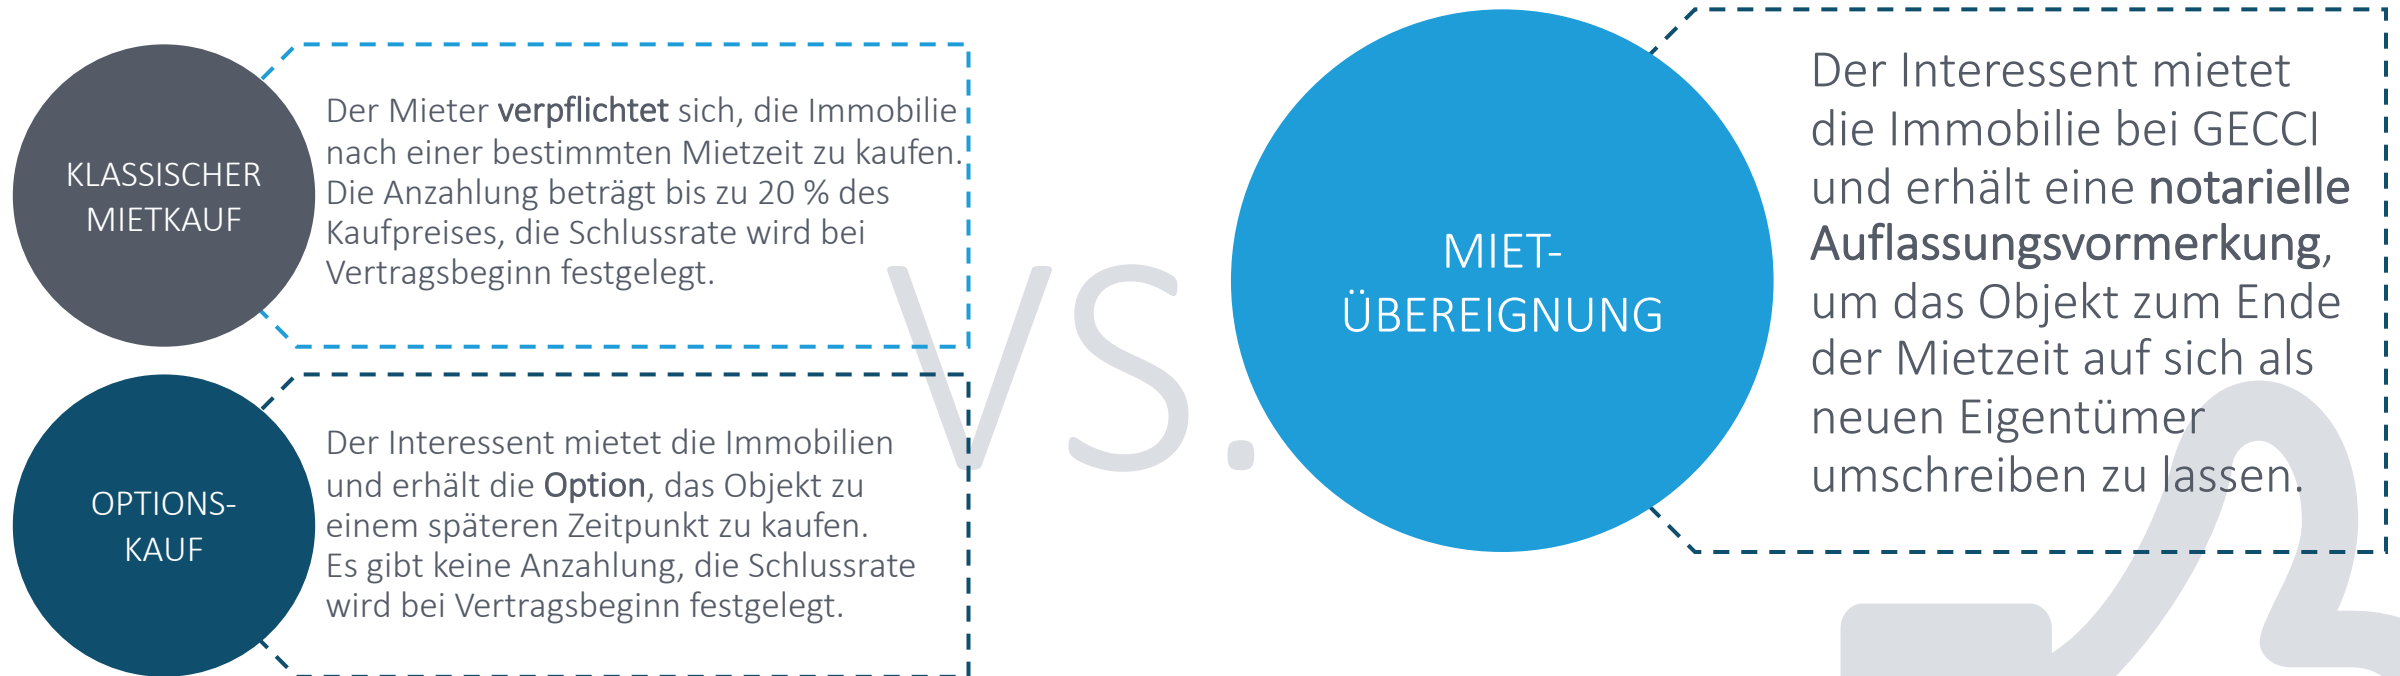 KLASSISCHER
MIETKAUF
Der Mieter verpflichtet sich, die Immobilie
nach einer bestimmten Mietzeit zu kaufen.
Die Anzahlung beträgt bis zu 20 % des
Kaufpreises, die Schlussrate wird bei
Vertragsbeginn festgelegt.
OPTIONS-
KAUF
Der Interessent mietet die Immobilien
und erhält die Option, das Objekt zu
einem späteren Zeitpunkt zu kaufen.
Es gibt keine Anzahlung, die Schlussrate
wird bei Vertragsbeginn festgelegt.
VS.
MIET-
ÜBEREIGNUNG
Der Interessent mietet
die Immobilie bei GECCI
und erhält eine notarielle
Auflassungsvormerkung,
um das Objekt zum Ende
der Mietzeit auf sich als
neuen Eigentümer
umschreiben zu lassen.